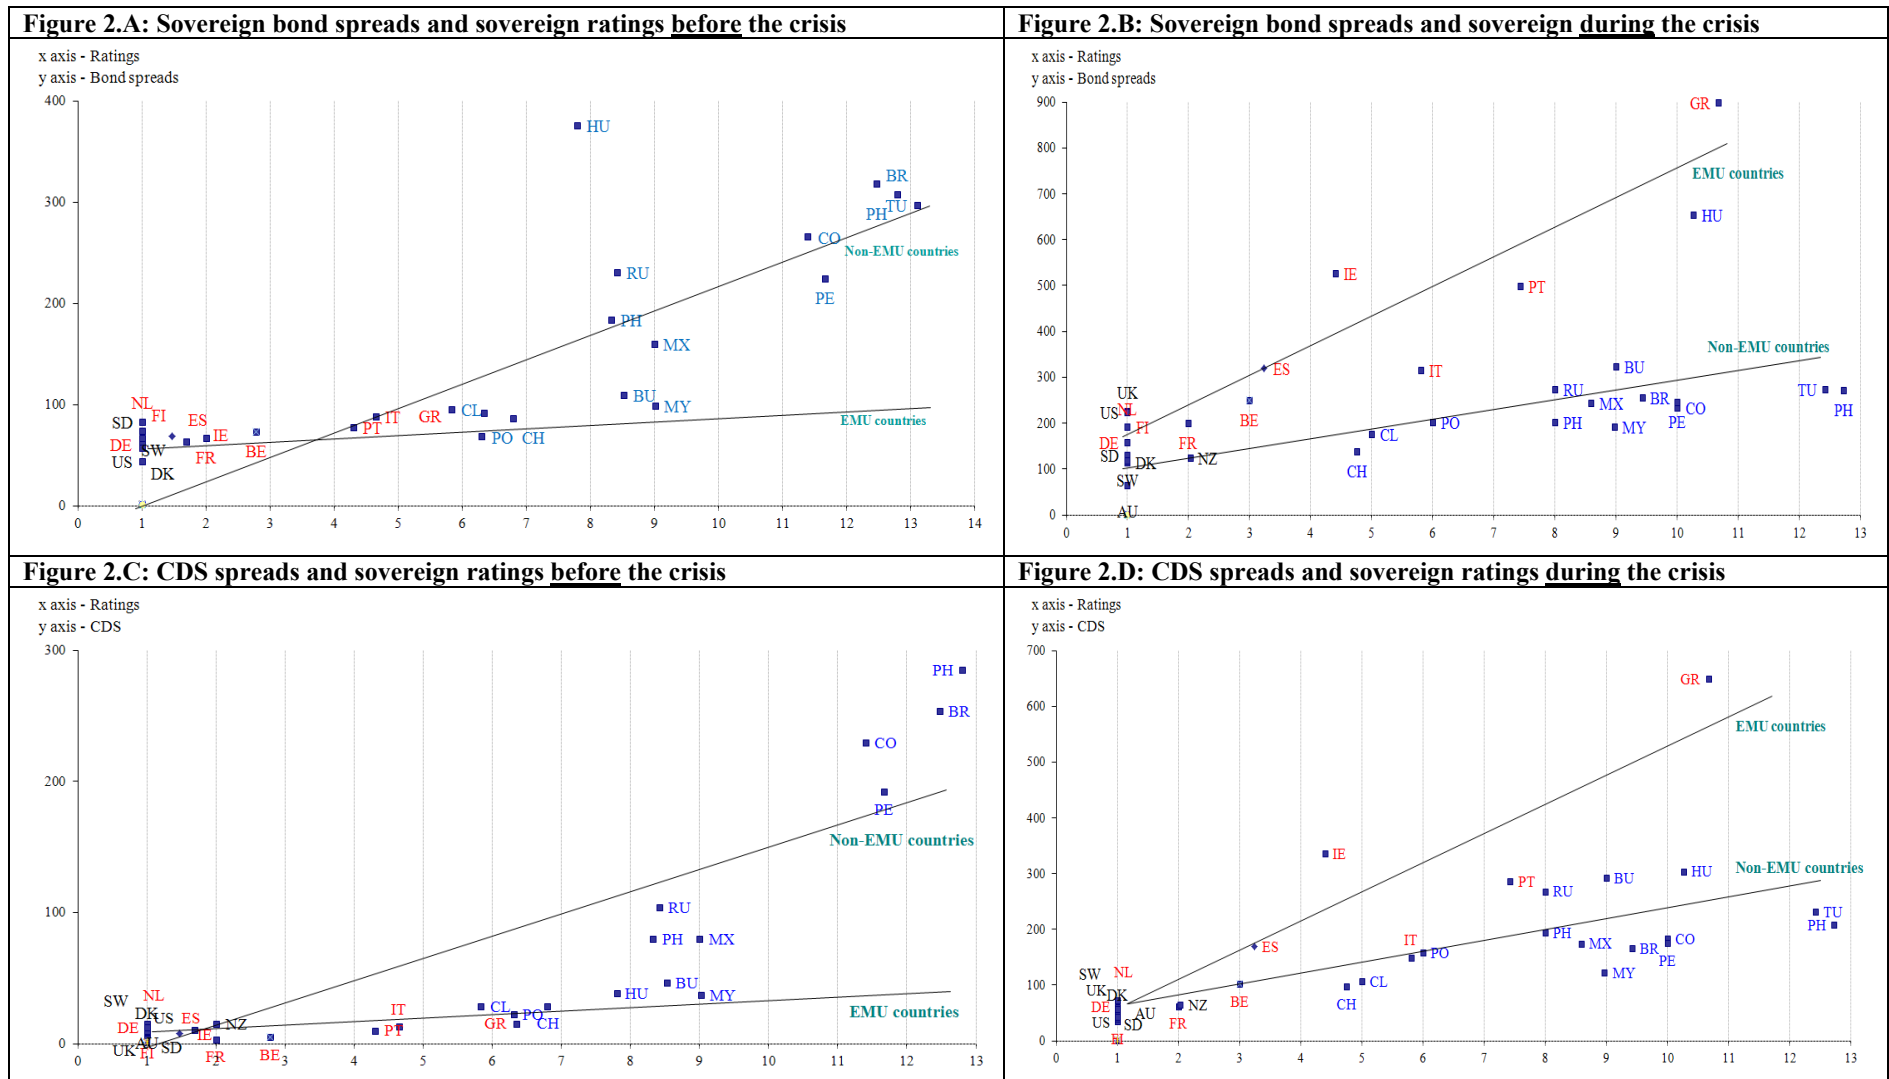 Figure 2.A: Sovereign bond spreads and sovereign ratings before the crisis
x axis - Ratings
y axis - Bond spreads
400
HU
BR
300
PH TU
CO
Non-EMU countries
RU
PE
200
PH
MX
BU
NL
100
FI
ES
SD
IT
GR
CL
MY
EMU countries
DE
SW
IE
PT
PO
CH
US
FR
BE
DK
0
0 1 2 3 4 5 6 7 8 9 10 11 12 13 14
Figure 2.B: Sovereign bond spreads and sovereign during the crisis
x axis - Ratings
y axis - Bond spreads
900
GR
800
EMU countries
700
HU
600
IE
500
PT
400
Non-EMU countries
ES
IT
BU
300
UK
RU
TU
NL
BE
MX
BR
CO
US
PH
200
FI
PO
PH
PE
DE
FR
CL
MY
SD
DK
NZ
CH
100
SW
AU
0
0 1 2 3 4 5 6 7 8 9 10 11 12 13
Figure 2.C: CDS spreads and sovereign ratings before the crisis
x axis - Ratings
y axis - CDS
300
PH
BR
CO
200
PE
Non-EMU countries
100
RU
PH
MX
BU
SW
NL
HU
MY
DK
US
ES
IT
CL
PO
EMU countries
DE
IE
NZ
PT
GR
CH
0
UK
AU
FI
SD
FR
BE
0 1 2 3 4 5 6 7 8 9 10 11 12 13
Figure 2.D: CDS spreads and sovereign ratings during the crisis
x axis - Ratings
y axis - CDS
700
GR
600
EMU countries
500
400
IE
Non-EMU countries
300
PT
RU
BU
HU
TU
200
ES
IT
PH
PH
PO
MX
BR
CO
PE
SW
NL
MY
100
UK
DK
BE
CL
DE
AU
NZ
CH
US
SD
FR
FI
0
0 1 2 3 4 5 6 7 8 9 10 11 12 13